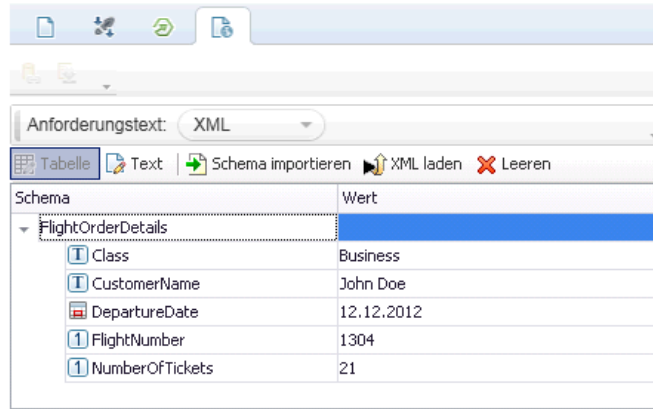 Anforderungstext: XML
Tabelle Text Schema importieren XML laden Leeren
Schema Wert
FlightOrderDetails
Class Business
CustomerName John Doe
DepartureDate 12.12.2012
FlightNumber 1304
NumberOfTickets 21